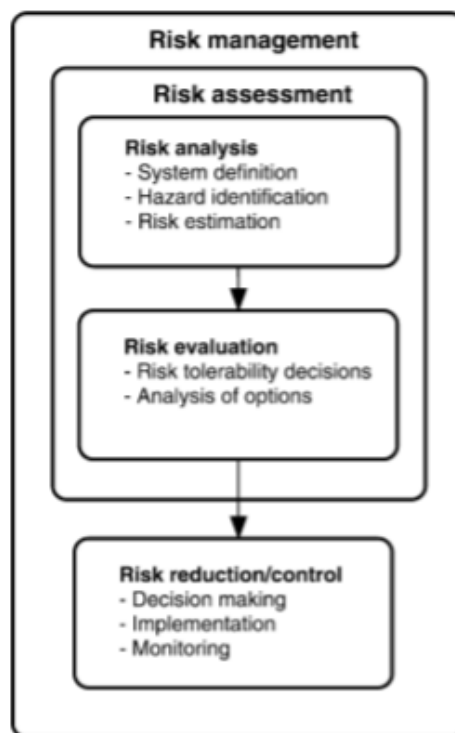 Risk management
Risk assessment
Risk analysis
- System definition
- Hazard identification
- Risk estimation
Risk evaluation
- Risk tolerability decisions
- Analysis of options
Risk reduction/control
- Decision making
- Implementation
- Monitoring